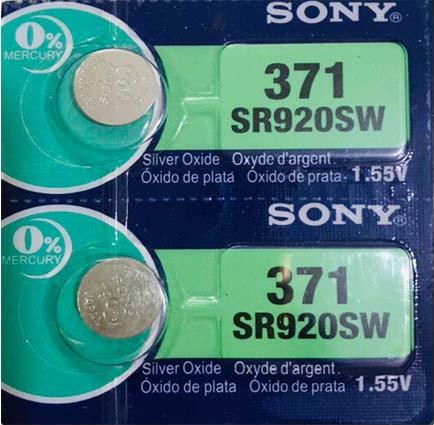 SONY®
0%
MERCURY
371
SR920SW
Silver Oxide Oxyde d'argent
Óxido de plata Óxido de prata 1.55V
SONY®
0%
MERCURY
371
SR920SW
Silver Oxide Oxyde d'argent
Óxido de plata Óxido de prata 1.55V